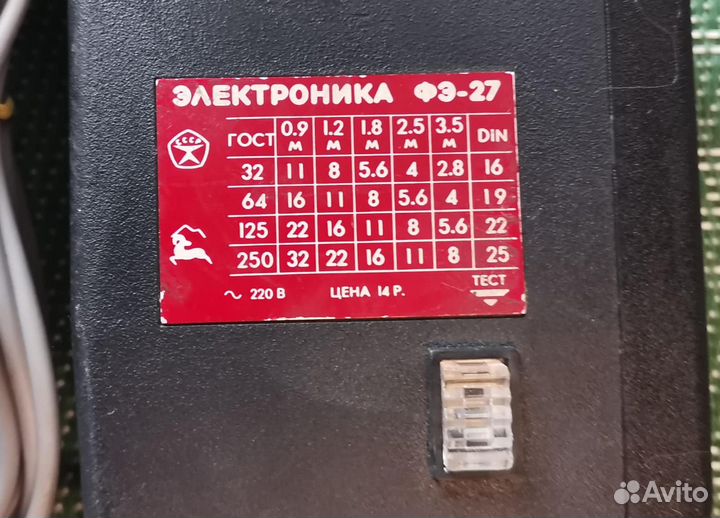 ЭЛЕКТРОНИКА ФЭ-27
ГОСТ 0.9 м 1.2 м 1.8 м 2.5 м 3.5 м DiN
32 11 8 5.6 4 2.8 16
64 16 11 8 5.6 4 19
125 22 16 11 8 5.6 22
250 32 22 16 11 8 25
СССР
~ 220 В ЦЕНА 14 Р. ТЕСТ
Avito